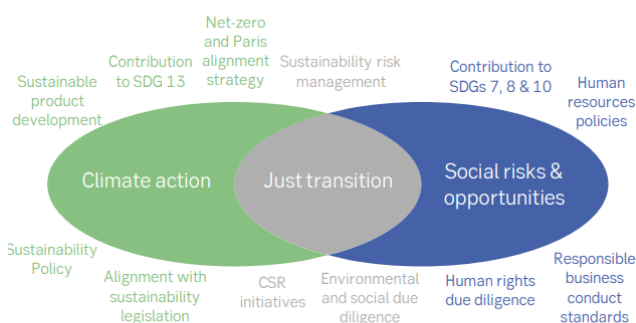 Net-zero
and Paris
alignment
strategy
Contribution
to SDG 13
Sustainability risk
management
Contribution to
SDGs 7, 8 & 10
Sustainable
product
development
Human
resources
policies
Climate action
Just transition
Social risks &
opportunities
Sustainability
Policy
Alignment with
sustainability
legislation
CSR
initiatives
Environmental
and social due
diligence
Human rights
due diligence
Responsible
business
conduct
standards